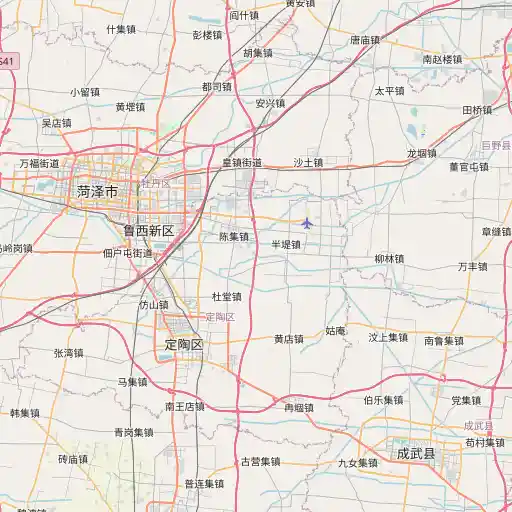 黄安镇
阎什镇
什集镇
彭楼镇
唐庙镇
胡集镇
南赵楼镇
S41
都司镇
小留镇
太平镇
黄堽镇
安兴镇
田桥镇
吴店镇
巨野县
龙堌镇
万福街道
皇镇街道
沙土镇
董官屯镇
牡丹区
菏泽市
鲁西新区
章缝镇
陈集镇
半堤镇
马岭岗镇
佃户屯街道
柳林镇
万丰镇
杜堂镇
仿山镇
定陶区
姑庵
黄店镇
汶上集镇
南鲁集镇
定陶区
张湾镇
马集镇
伯乐集镇
党集镇
南王店镇
冉堌镇
韩集镇
成武县
青岗集镇
苟村集镇
成武县
砖庙镇
古营集镇
九女集镇
普连集镇